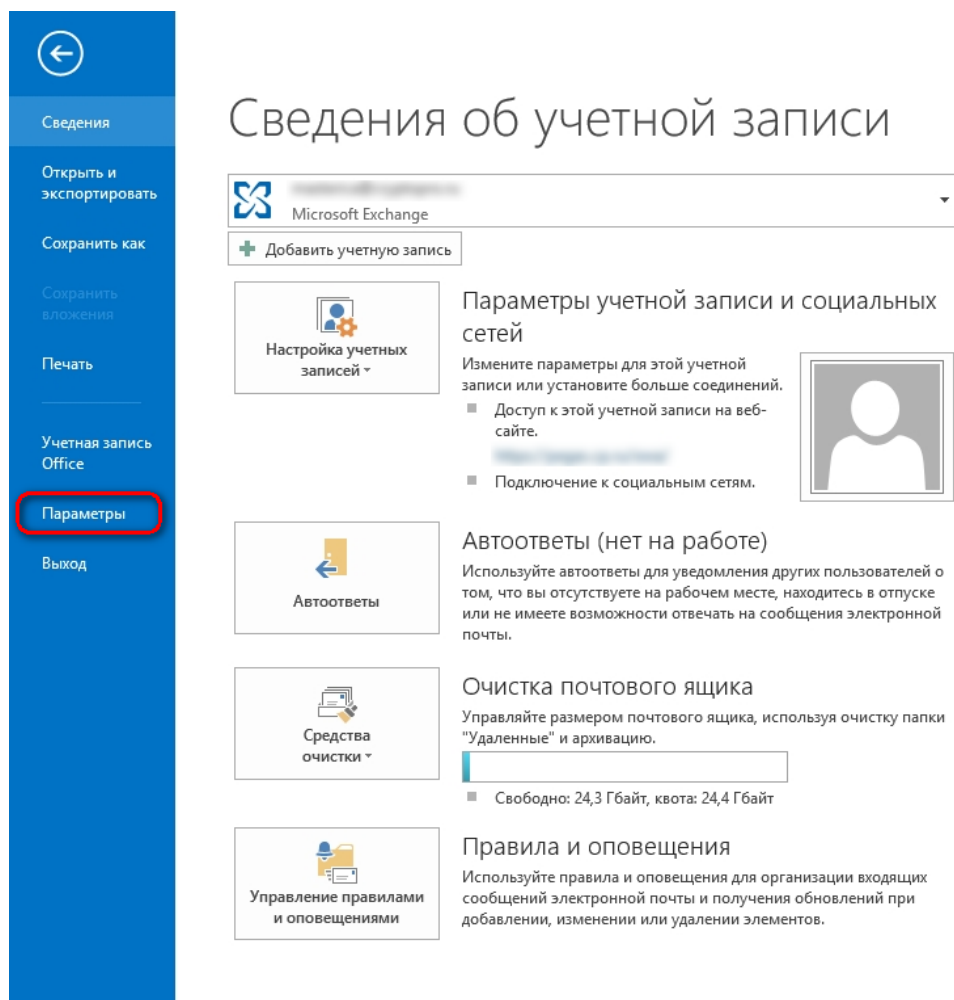 Сведения
Открыть и
экспортировать
Сохранить как
Сохранить
вложения
Печать
Учетная запись
Office
Параметры
Выход
Сведения об учетной записи
Microsoft Exchange
Добавить учетную запись
Настройка учетных
записей
Параметры учетной записи и социальных
сетей
Измените параметры для этой учетной
записи или установите больше соединений.
Доступ к этой учетной записи на веб-
сайте.
Подключение к социальным сетям.
Автоответы
Автоответы (нет на работе)
Используйте автоответы для уведомления других пользователей о
том, что вы отсутствуете на рабочем месте, находитесь в отпуске
или не имеете возможности отвечать на сообщения электронной
почты.
Средства
очистки
Очистка почтового ящика
Управляйте размером почтового ящика, используя очистку папки
"Удаленные" и архивацию.
Свободно: 24,3 Гбайт, квота: 24,4 Гбайт
Управление правилами
и оповещениями
Правила и оповещения
Используйте правила и оповещения для организации входящих
сообщений электронной почты и получения обновлений при
добавлении, изменении или удалении элементов.